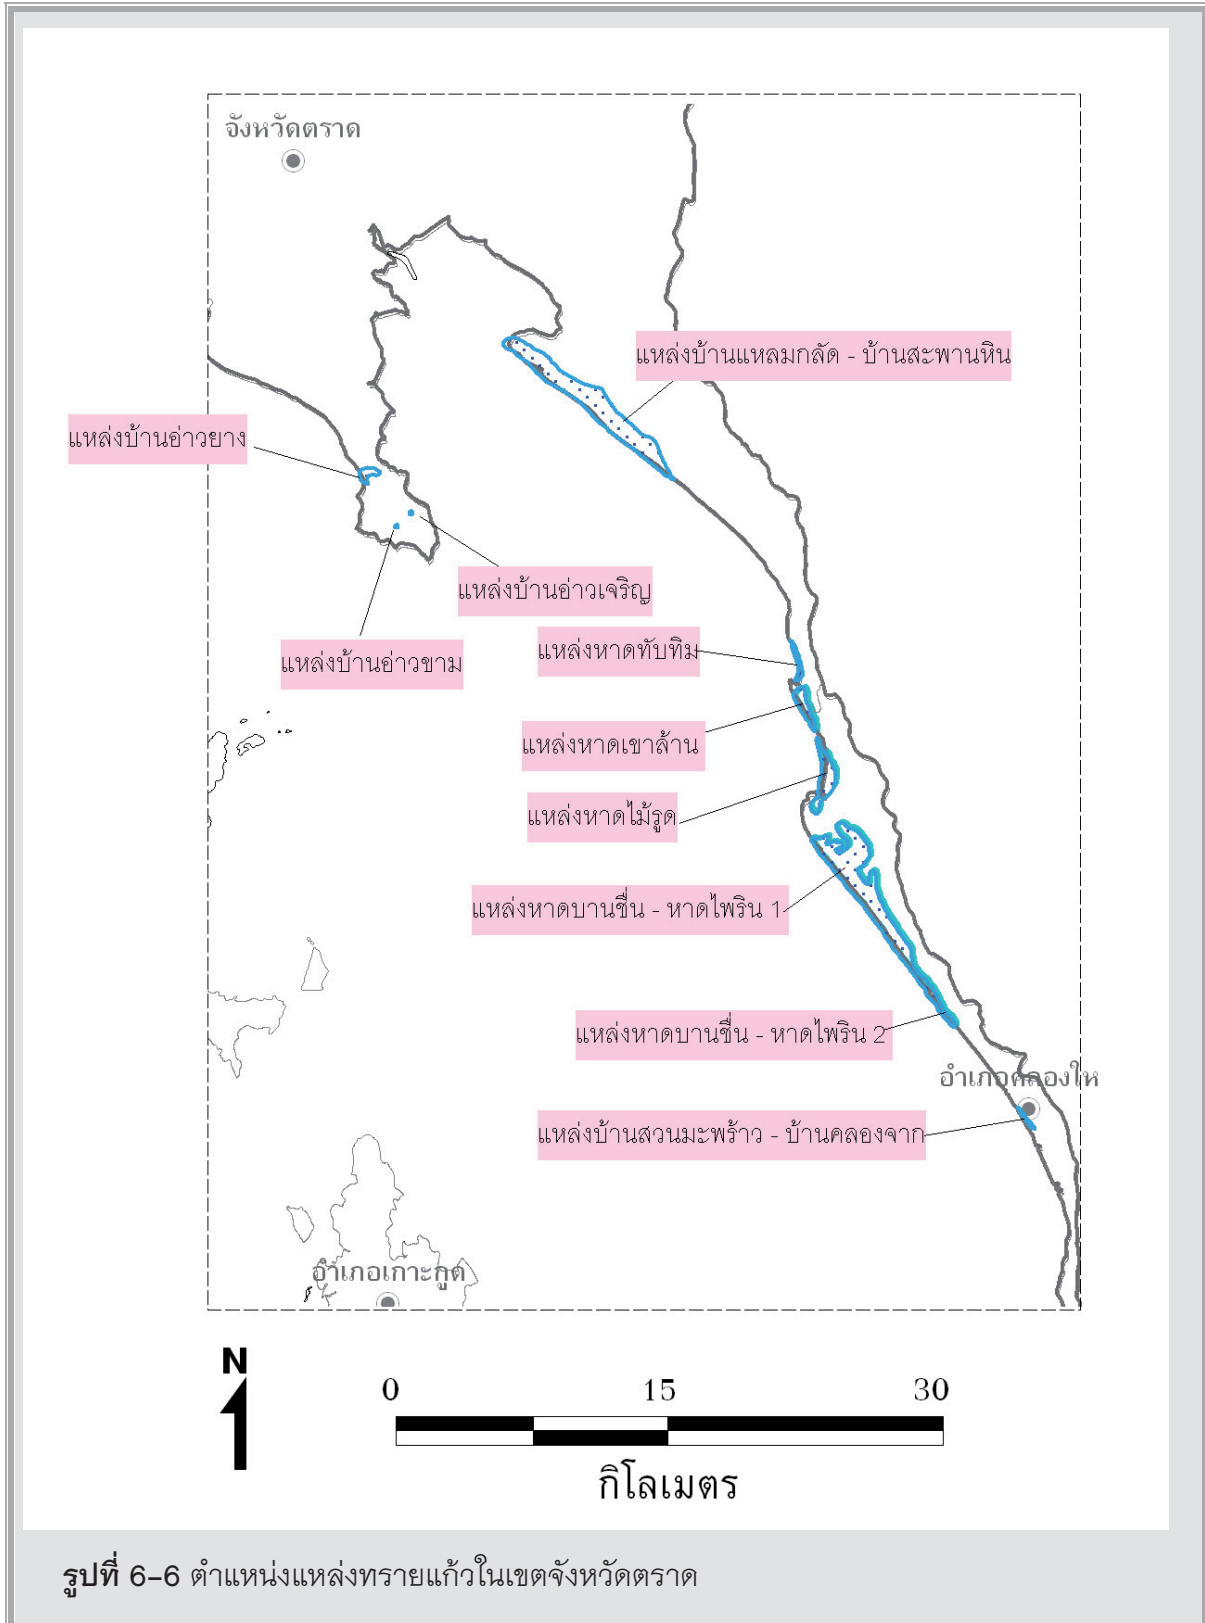 จังหวัดตราด
แหล่งบ้านแหลมกลัด - บ้านสะพานหิน
แหล่งบ้านอ่าวยาง
แหล่งบ้านอ่าวเจริญ
แหล่งบ้านอ่าวขาม
แหล่งหาดทับทิม
แหล่งหาดเขาล้าน
แหล่งหาดไม้รูด
แหล่งหาดบานชื่น - หาดไพริน 1
แหล่งหาดบานชื่น - หาดไพริน 2
อำเภอคลองให
แหล่งบ้านสวนมะพร้าว - บ้านคลองจาก
อำเภอเกาะกูด
N
0 15 30
กิโลเมตร
รูปที่ 6-6 ตำแหน่งแหล่งทรายแก้วในเขตจังหวัดตราด